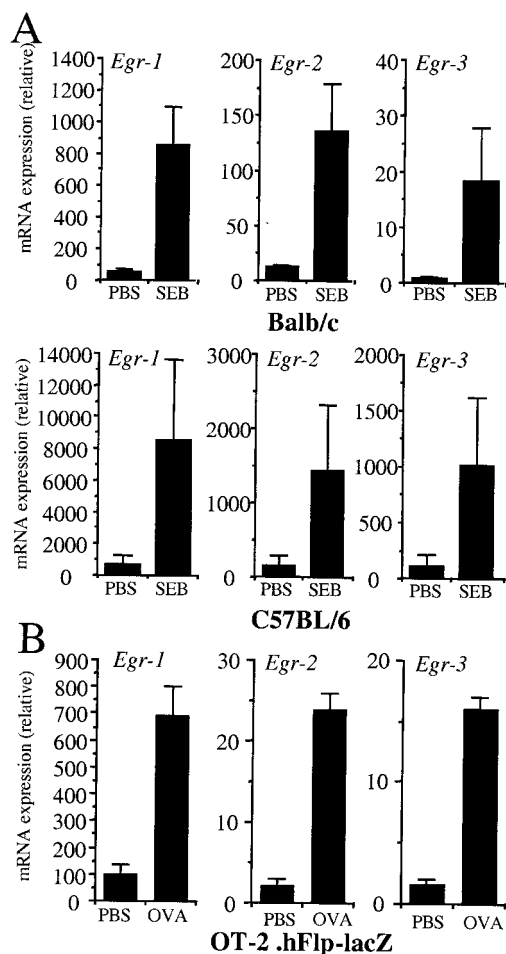 A
mRNA expression (relative)
Egr-1
1400
1200
1000
800
600
400
200
0
PBS SEB
Egr-2
200
150
100
50
0
PBS SEB
Egr-3
40
30
20
10
0
PBS SEB
Balb/c
mRNA expression (relative)
Egr-1
14000
12000
10000
8000
6000
4000
2000
0
PBS SEB
Egr-2
3000
2000
1000
0
PBS SEB
Egr-3
2000
1500
1000
500
0
PBS SEB
C57BL/6
B
mRNA expression (relative)
Egr-1
900
800
700
600
500
400
300
200
100
0
PBS OVA
Egr-2
30
20
10
0
PBS OVA
Egr-3
20
10
0
PBS OVA
OT-2 .hFlp-lacZ